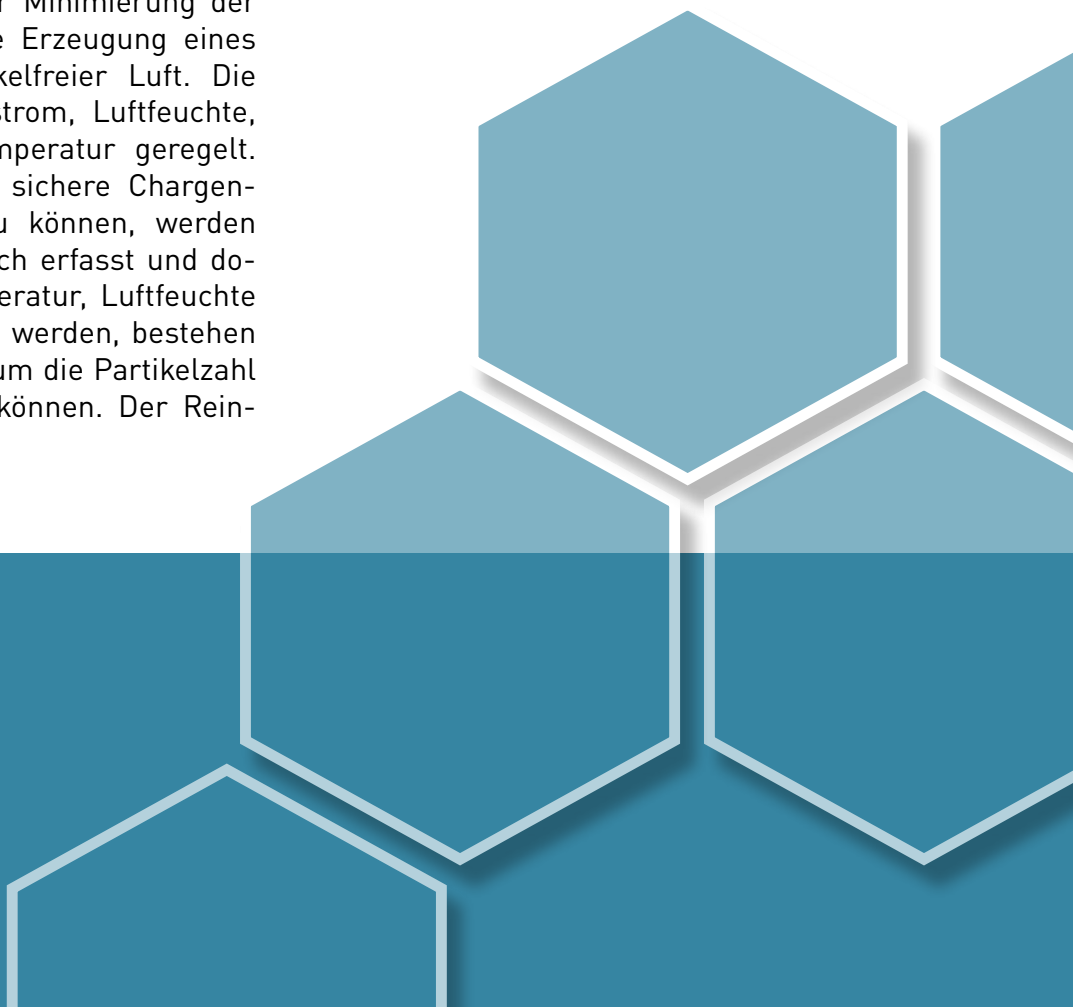 Minimierung der
Erzeugung eines
kelfreier Luft. Die
strom, Luftfeuchte,
mperatur geregelt.
sichere Chargen-
u können, werden
ch erfasst und do-
eratur, Luftfeuchte
werden, bestehen
um die Partikelzahl
können. Der Rein-